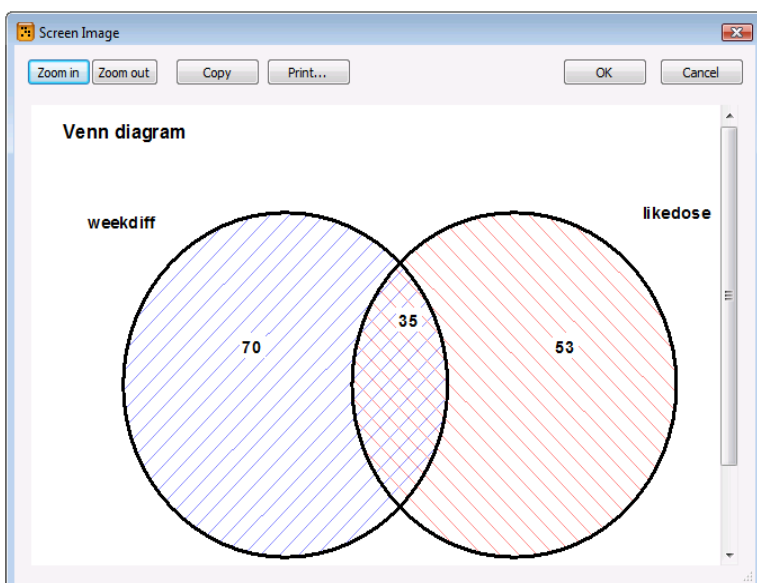 Screen Image
Zoom in Zoom out Copy Print... OK Cancel
Venn diagram
weekdiff
likedose
35
70
53